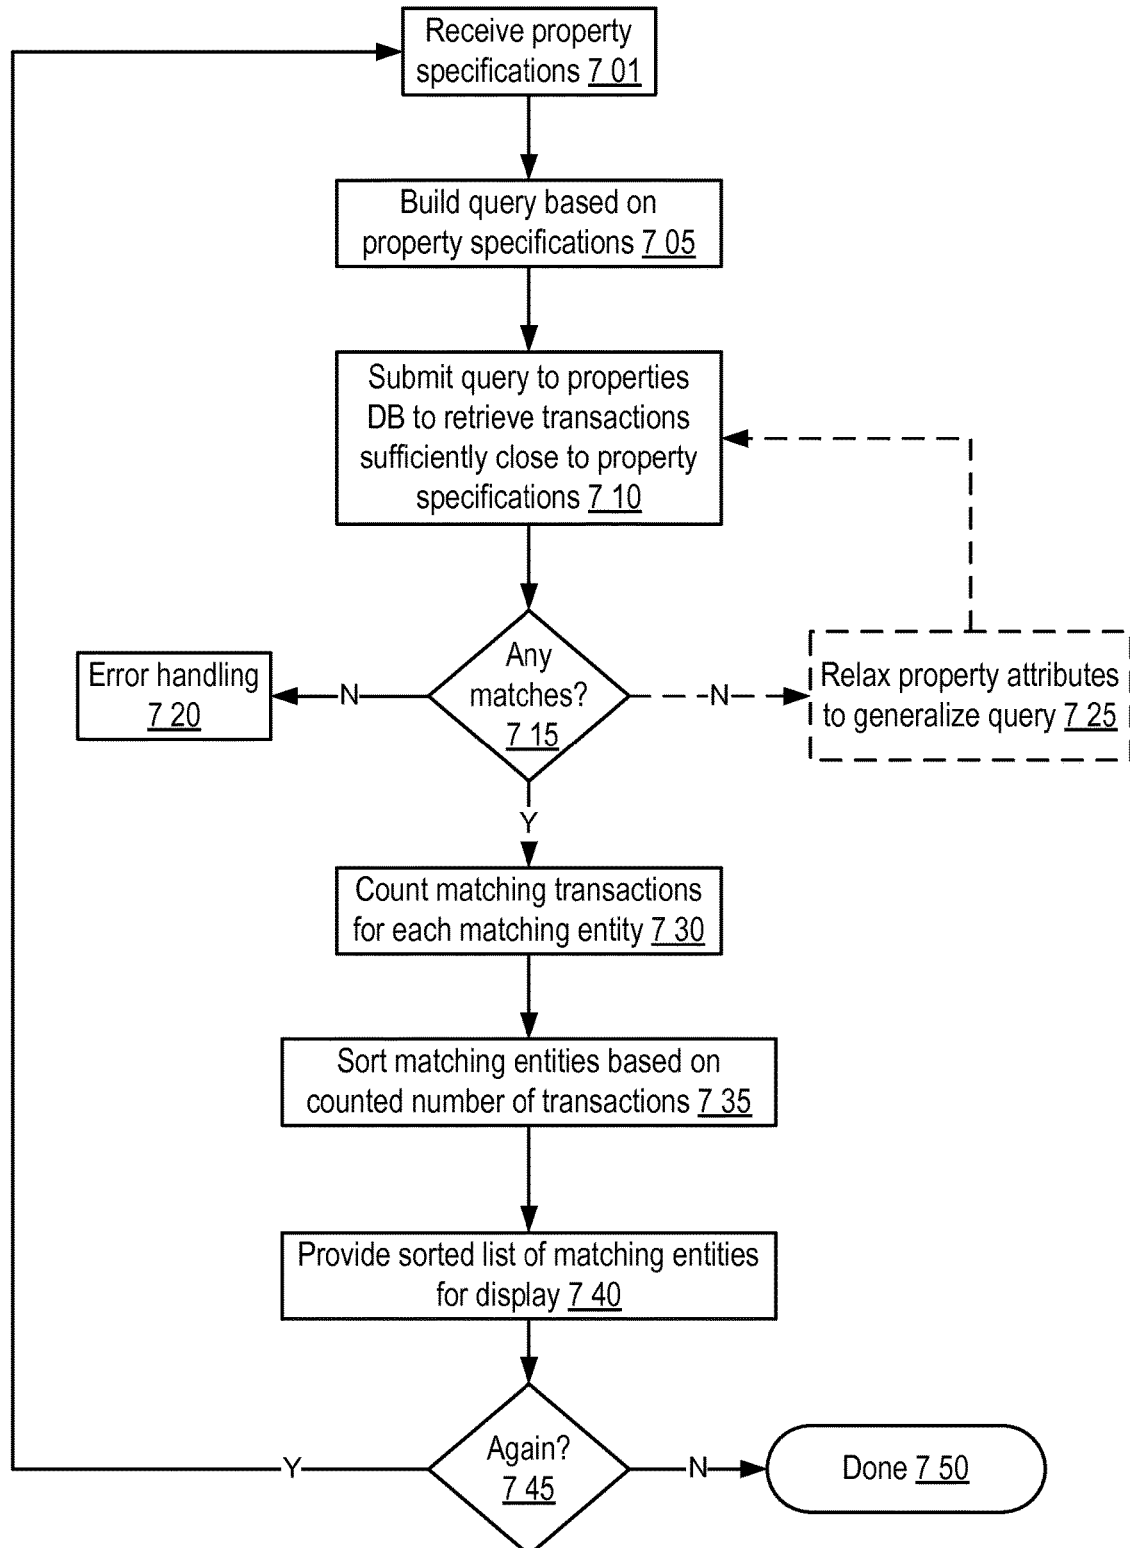 Receive property
specifications 7 01
Build query based on
property specifications 7 05
Submit query to properties
DB to retrieve transactions
sufficiently close to property
specifications 7 10
Any
matches?
7 15
N
Error handling
7 20
N
Relax property attributes
to generalize query 7 25
Y
Count matching transactions
for each matching entity 7 30
Sort matching entities based on
counted number of transactions 7 35
Provide sorted list of matching entities
for display 7 40
Again?
7 45
Y
N
Done 7 50